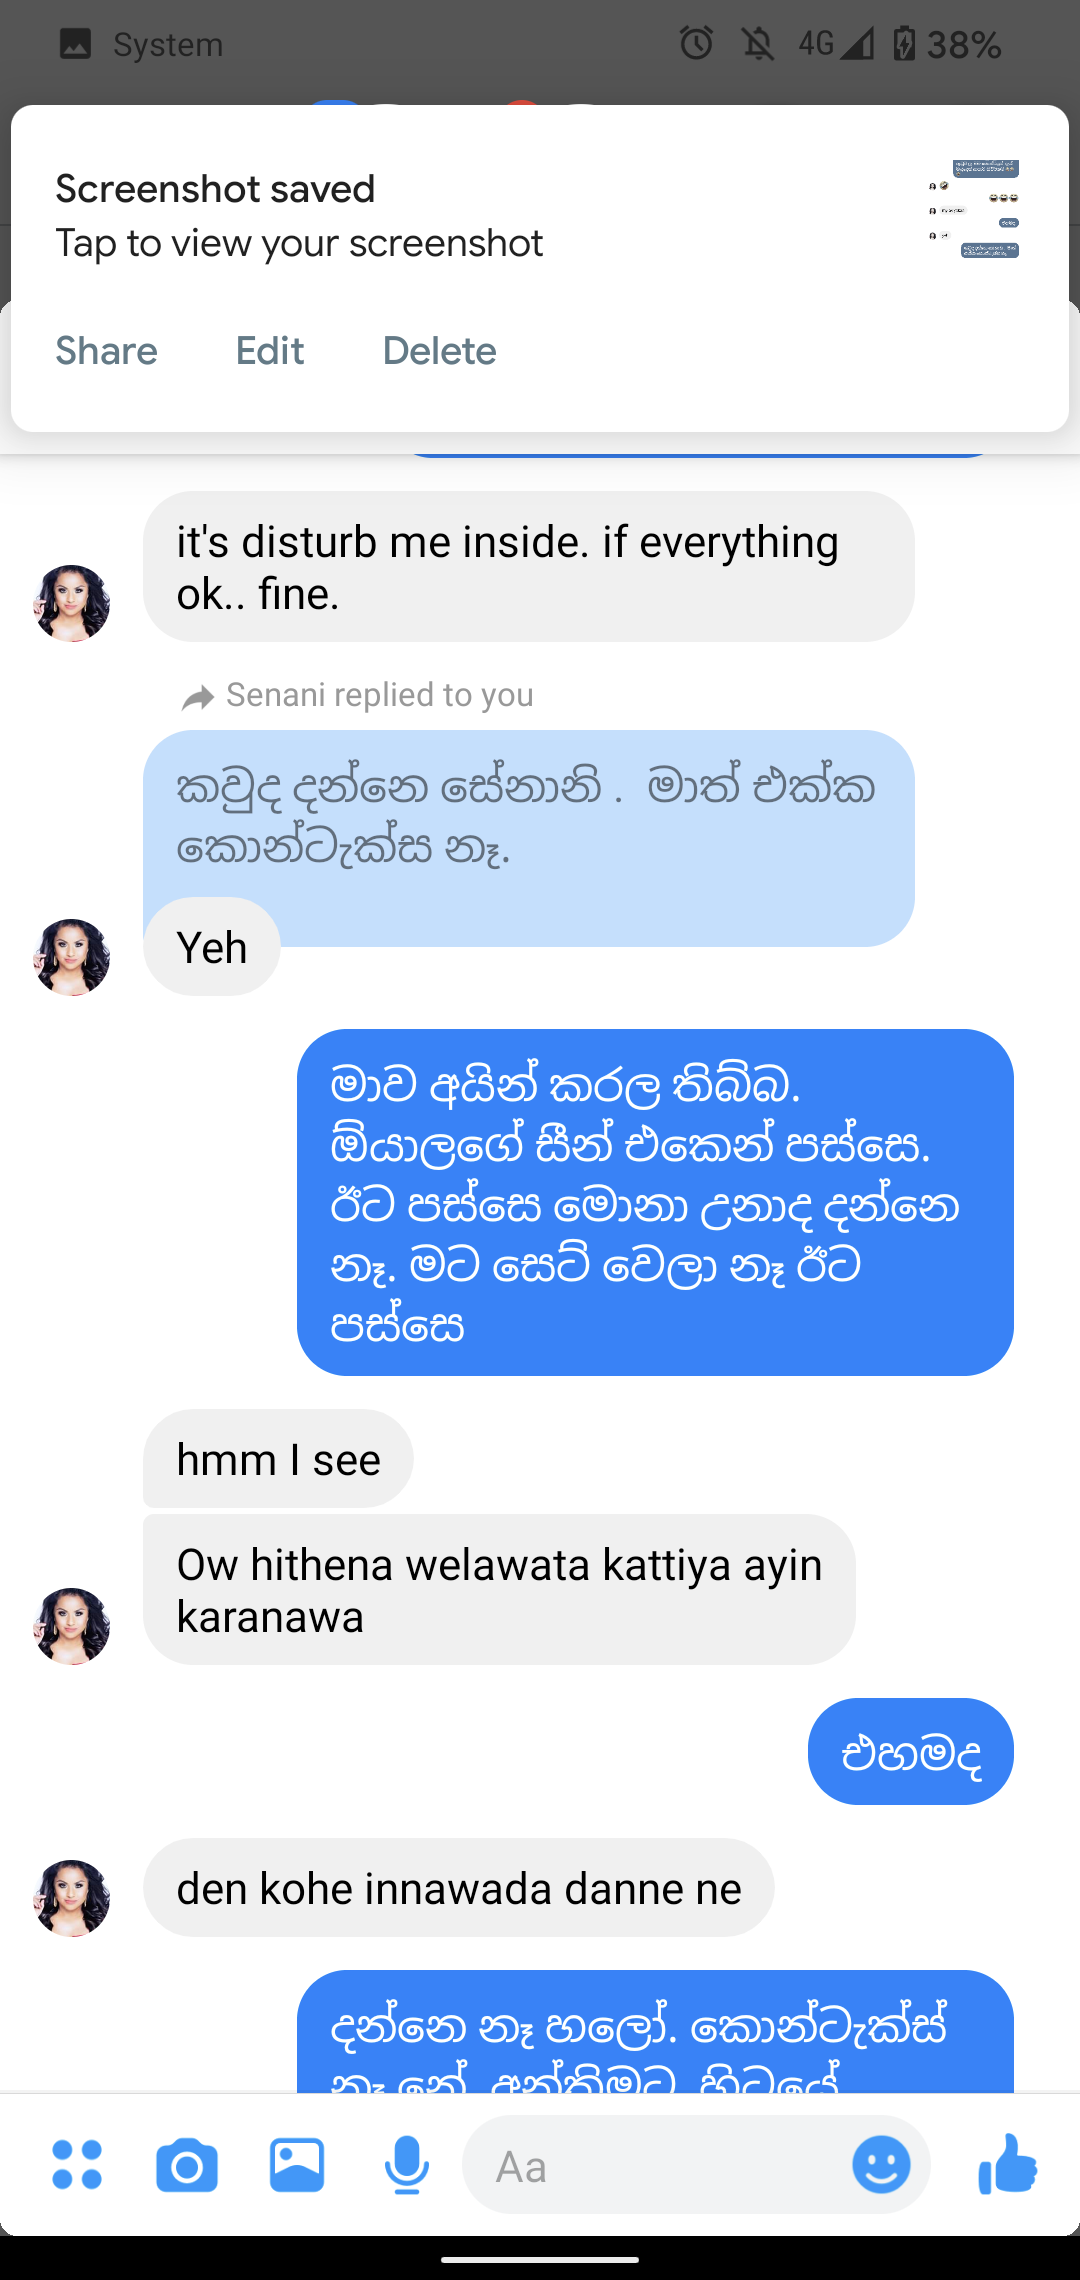 System
4G 38%
Screenshot saved
Tap to view your screenshot
Share Edit Delete
it's disturb me inside. if everything
ok.. fine.
Senani replied to you
කවුද දන්නෙ සේනානි . මාත් එක්ක
කොන්ටැක්ස නෑ.
Yeh
මාව අයින් කරල තිබ්බ.
ඕයාලගේ සීන් එකෙන් පස්සෙ.
ඊට පස්සෙ මොනා උනාද දන්නෙ
නෑ. මට සෙට් වෙලා නෑ ඊට
පස්සෙ
hmm I see
Ow hithena welawata kattiya ayin
karanawa
එහමද
den kohe innawada danne ne
දන්නෙ නෑ හලෝ. කොන්ටැක්ස්
නෑ නේ. අන්තිමට හිටයේ
Aa